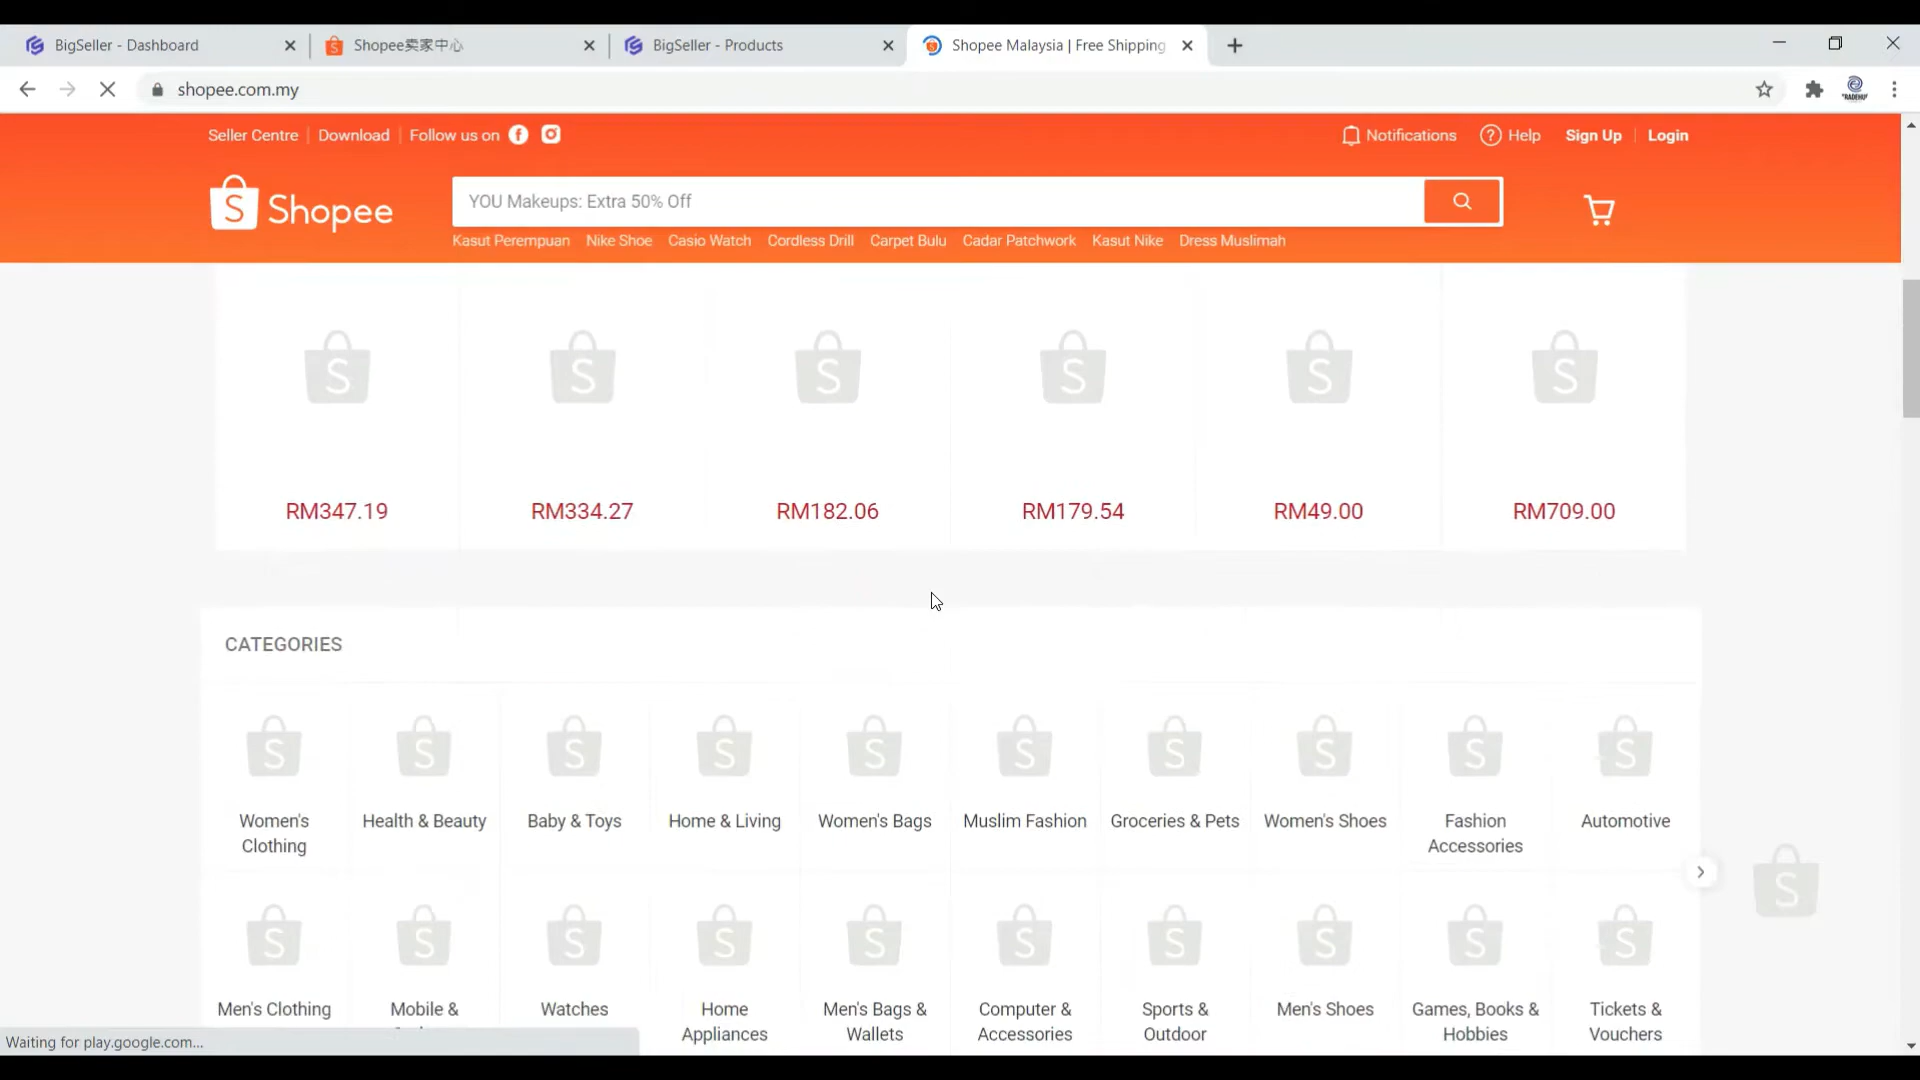 BigSeller - Dashboard
Shopee卖家中心
BigSeller - Products
Shopee Malaysia | Free Shipping
shopee.com.my
"RADEHU"
Seller Centre
Download
Follow us on
Notifications
Help
Sign Up
Login
Shopee
YOU Makeups: Extra 50% Off
Kasut Perempuan
Nike Shoe
Casio Watch
Cordless Drill
Carpet Bulu
Cadar Patchwork
Kasut Nike
Dress Muslimah
RM347.19
RM334.27
RM182.06
RM179.54
RM49.00
RM709.00
CATEGORIES
Women's
Clothing
Health & Beauty
Baby & Toys
Home & Living
Women's Bags
Muslim Fashion
Groceries & Pets
Women's Shoes
Fashion
Accessories
Automotive
Men's Clothing
Mobile &
Watches
Home
Appliances
Men's Bags &
Wallets
Computer &
Accessories
Sports &
Outdoor
Men's Shoes
Games, Books &
Hobbies
Tickets &
Vouchers
Waiting for play.google.com...